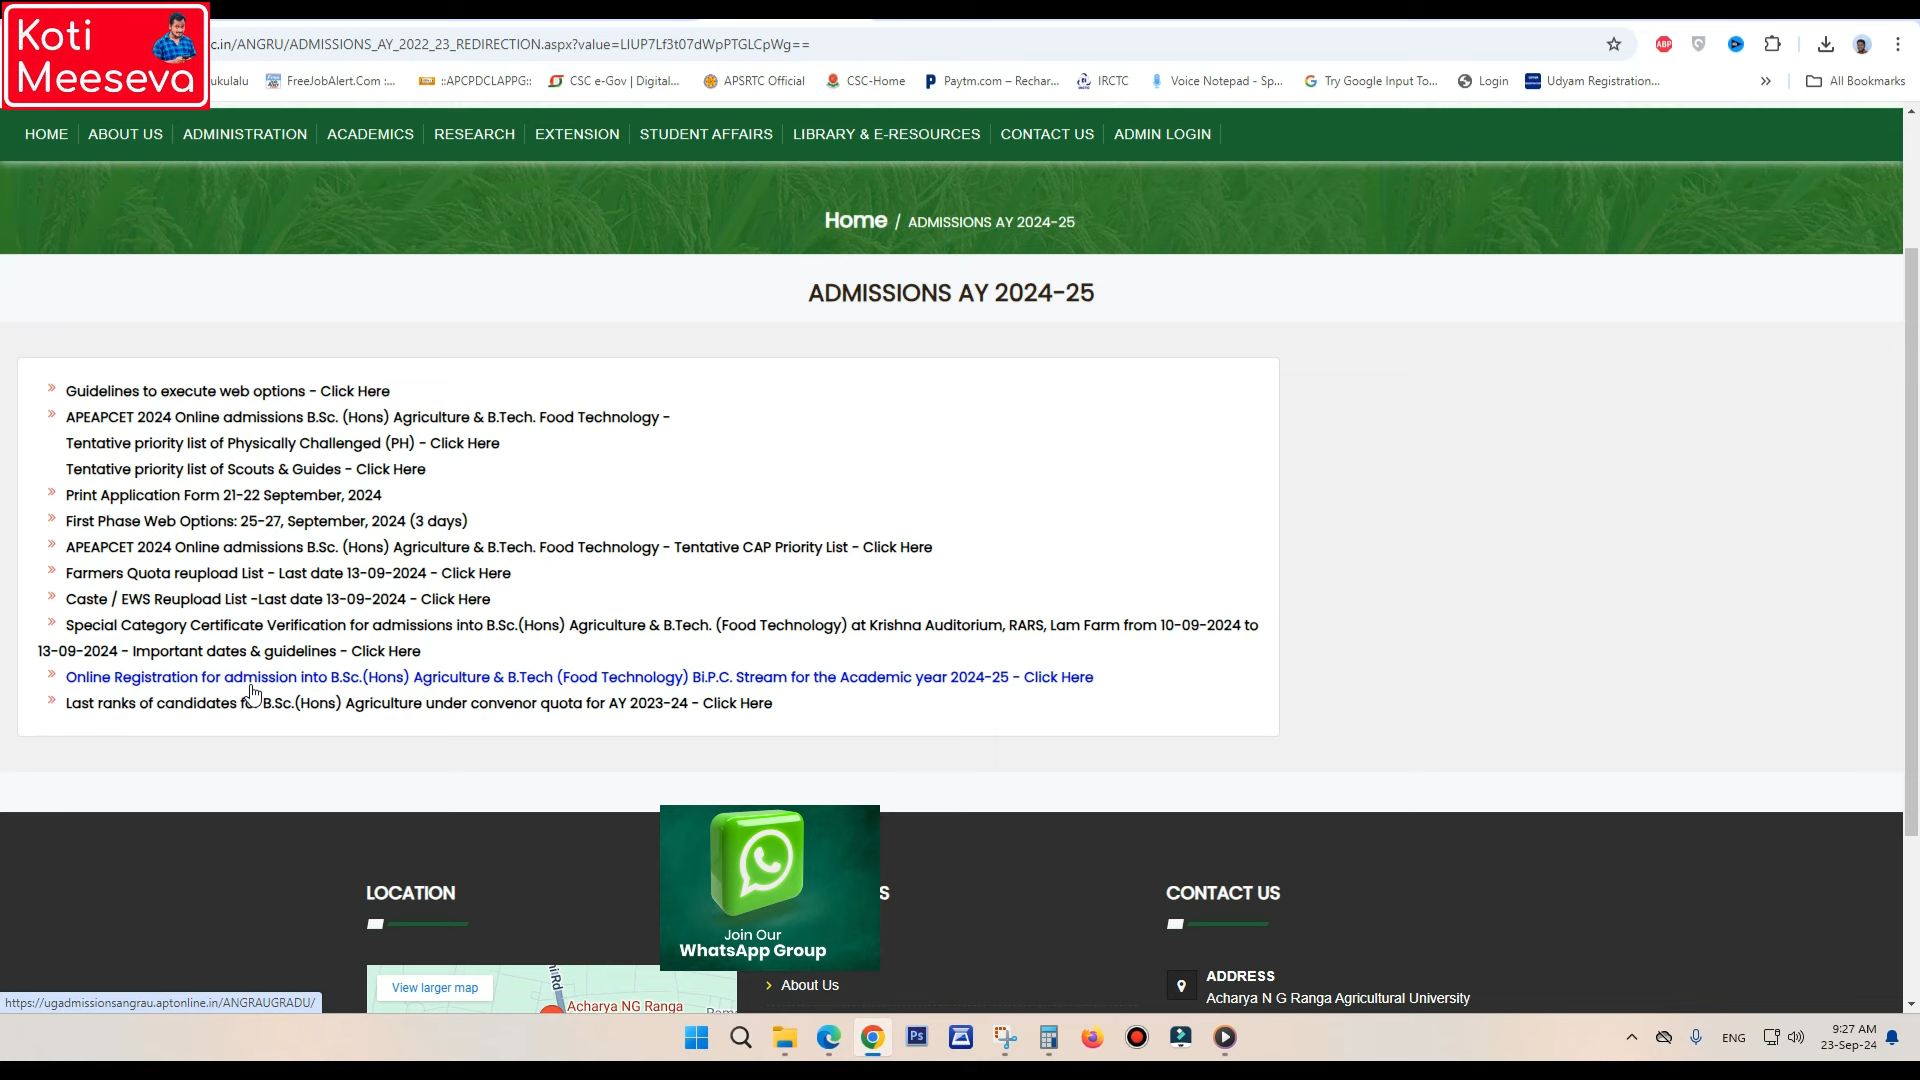 Koti
Meeseva
c.in/ANGRU/ADMISSIONS_AY_2022_23_REDIRECTION.aspx?value=LIUP7Lf3t07dWpPTGLCpWg==
ABP
ukulalu
FreeJobAlert.Com :...
::APCPDCLAPPG::
CSC e-Gov | Digital...
APSRTC Official
CSC-Home
Paytm.com – Rechar...
IRCTC
Voice Notepad - Sp...
Try Google Input To...
Login
Udyam Registration...
»
All Bookmarks
HOME
ABOUT US
ADMINISTRATION
ACADEMICS
RESEARCH
EXTENSION
STUDENT AFFAIRS
LIBRARY & E-RESOURCES
CONTACT US
ADMIN LOGIN
Home / ADMISSIONS AY 2024-25
ADMISSIONS AY 2024-25
Guidelines to execute web options - Click Here
APEAPCET 2024 Online admissions B.Sc. (Hons) Agriculture & B.Tech. Food Technology -
Tentative priority list of Physically Challenged (PH) - Click Here
Tentative priority list of Scouts & Guides - Click Here
Print Application Form 21-22 September, 2024
First Phase Web Options: 25-27, September, 2024 (3 days)
APEAPCET 2024 Online admissions B.Sc. (Hons) Agriculture & B.Tech. Food Technology - Tentative CAP Priority List - Click Here
Farmers Quota reupload List - Last date 13-09-2024 - Click Here
Caste / EWS Reupload List -Last date 13-09-2024 - Click Here
Special Category Certificate Verification for admissions into B.Sc.(Hons) Agriculture & B.Tech. (Food Technology) at Krishna Auditorium, RARS, Lam Farm from 10-09-2024 to
13-09-2024 - Important dates & guidelines - Click Here
Online Registration for admission into B.Sc.(Hons) Agriculture & B.Tech (Food Technology) Bi.P.C. Stream for the Academic year 2024-25 - Click Here
Last ranks of candidates f B.Sc.(Hons) Agriculture under convenor quota for AY 2023-24 - Click Here
LOCATION
S
CONTACT US
Join Our
WhatsApp Group
View larger map
Acharya NG Ranga
About Us
ADDRESS
Acharya N G Ranga Agricultural University
https://ugadmissionsangrau.aptonline.in/ANGRAUGRADU/
Ps
ENG
9:27 AM
23-Sep-24